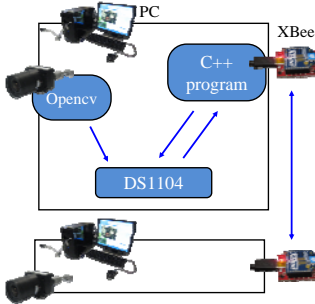 PC
XBee
C++
program
Opencv
DS1104